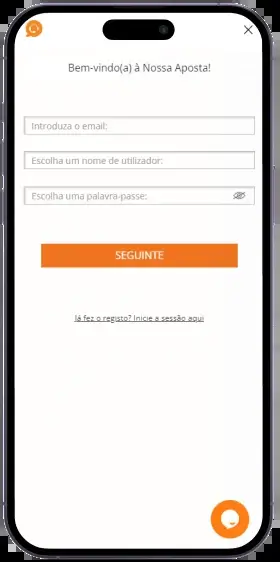 Bem-vindo(a) à Nossa Aposta!
Introduza o email:
Escolha um nome de utilizador:
Escolha uma palavra-passe:
SEGUINTE
Já fez o registo? Inicie a sessão aqui